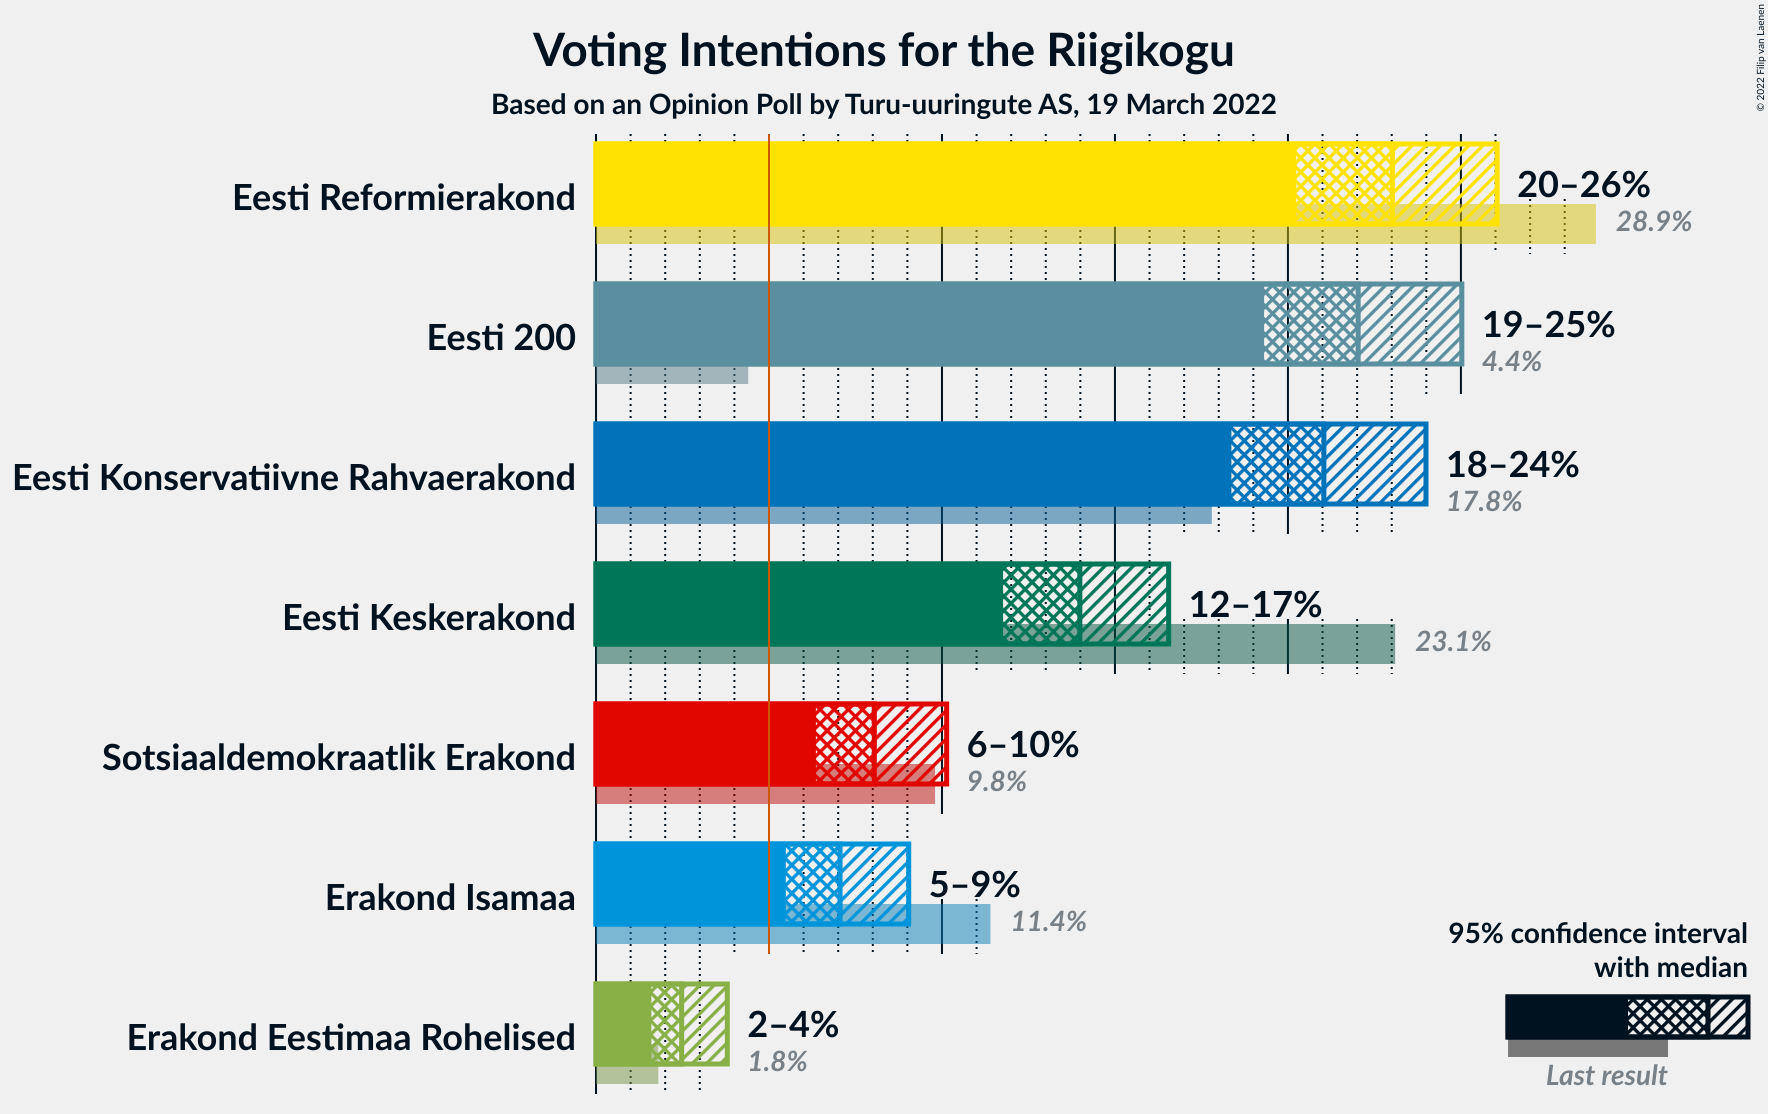 Voting Intentions for the Riigikogu
Based on an Opinion Poll by Turu-uuringute AS, 19 March 2022
© 2022 Filip van Laenen
Eesti Reformierakond
20–26%
28.9%
Eesti 200
19–25%
4.4%
Eesti Konservatiivne Rahvaerakond
18–24%
17.8%
Eesti Keskerakond
12–17%
23.1%
Sotsiaaldemokraatlik Erakond
6–10%
9.8%
Erakond Isamaa
5–9%
11.4%
Erakond Eestimaa Rohelised
2–4%
1.8%
95% confidence interval
with median
Last result